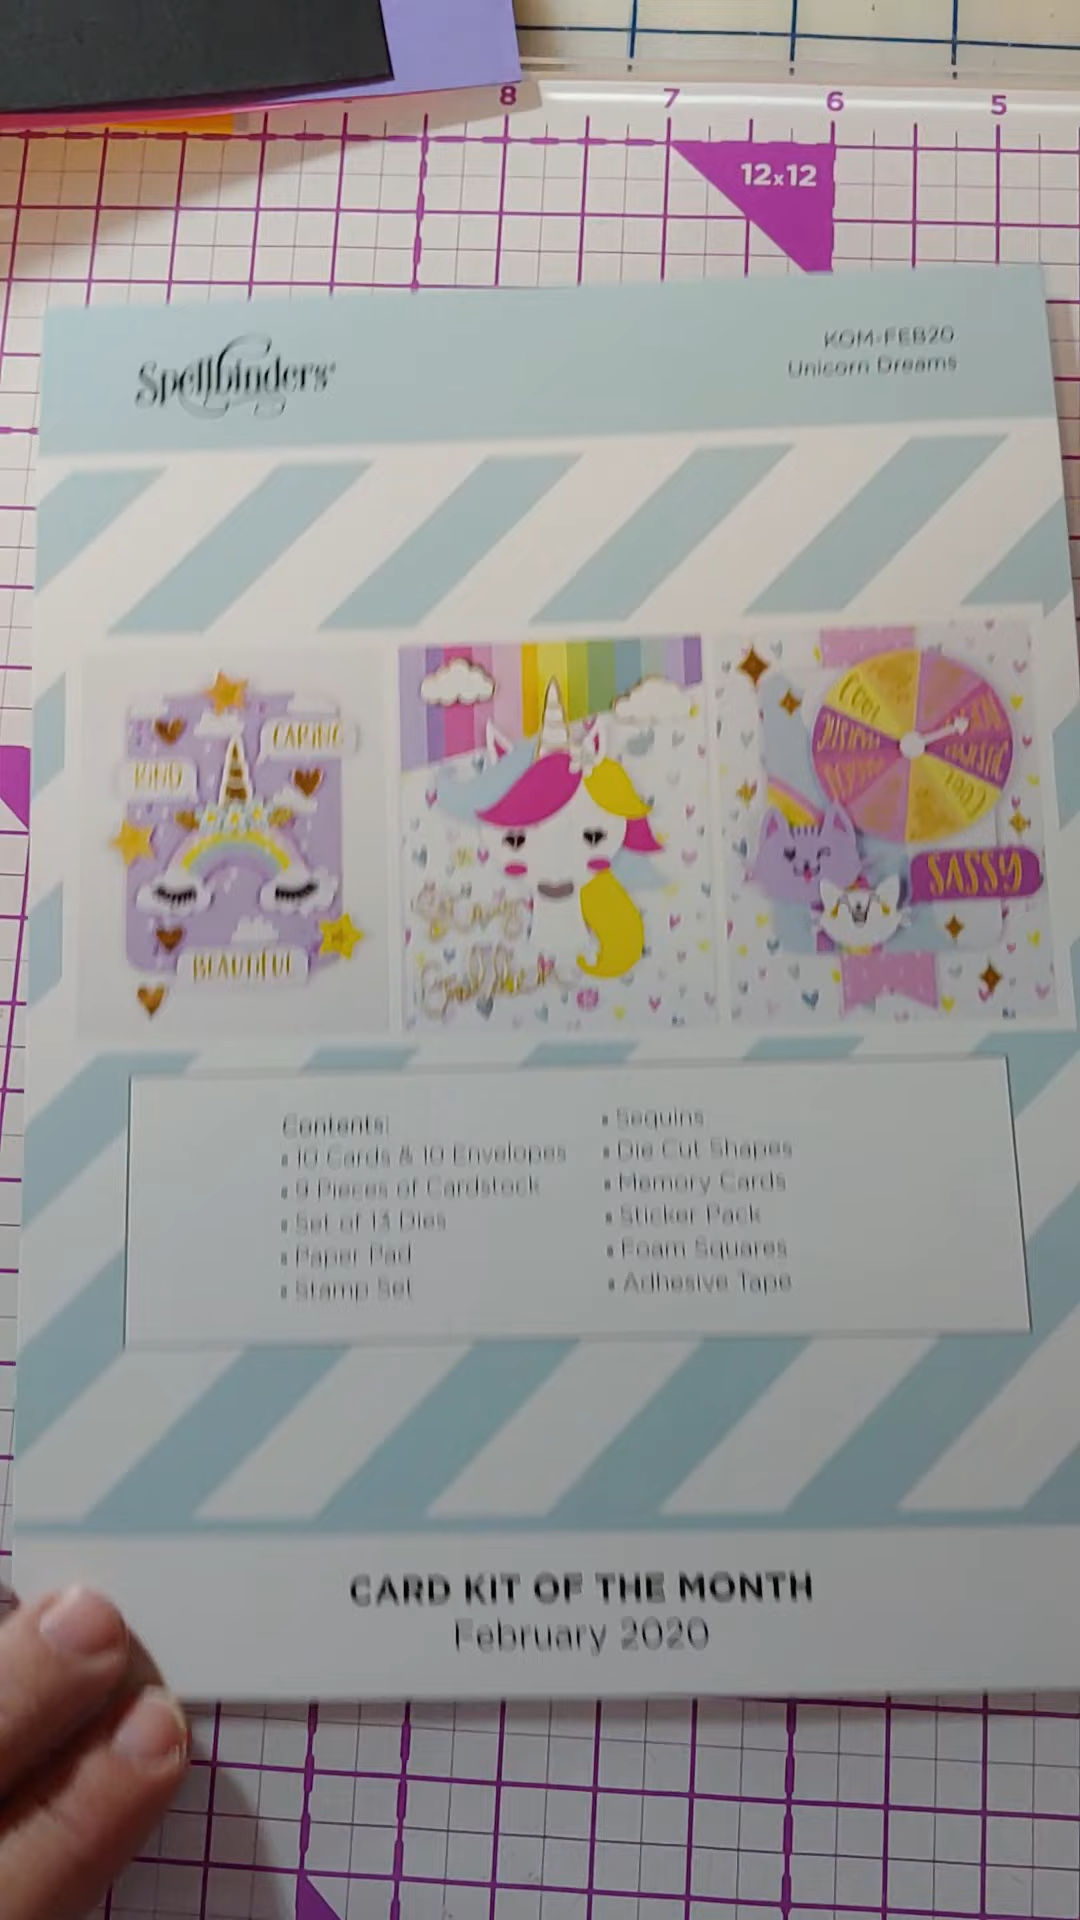 8 7 6 5
12x12
Spellbinders®
KOM-FEB20
Unicorn Dreams
CARING
KIND
BEAUTIFUL
COOL
COOL
SASSY
Contents:
• 10 Cards & 10 Envelopes
• 9 Pieces of Cardstock
• Set of 13 Dies
• Paper Pad
• Stamp Set
• Sequins
• Die Cut Shapes
• Memory Cards
• Sticker Pack
• Foam Squares
• Adhesive Tape
CARD KIT OF THE MONTH
February 2020